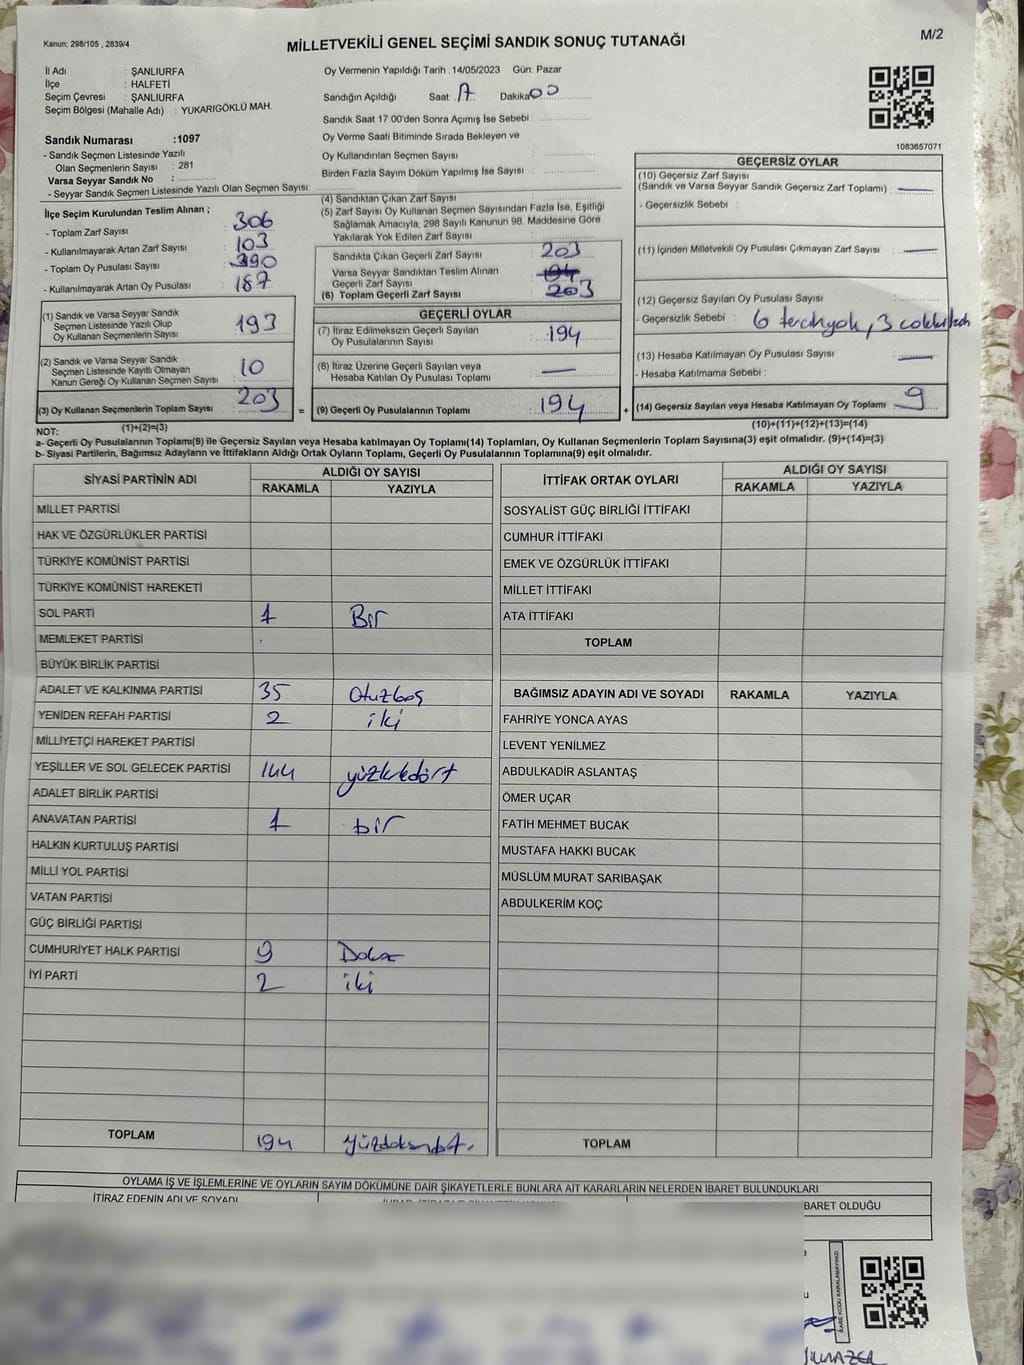 Kanun; 298/105 , 2839/4
MİLLETVEKİLİ GENEL SEÇİMİ SANDIK SONUÇ TUTANAĞI
M/2
İl Adı : ŞANLIURFA
İlçe : HALFETİ
Seçim Çevresi : ŞANLIURFA
Seçim Bölgesi (Mahalle Adı) : YUKARIGÖKLÜ MAH.
Sandık Numarası :1097
- Sandık Seçmen Listesinde Yazılı
Olan Seçmenlerin Sayısı : 281
Varsa Seyyar Sandık No :
- Seyyar Sandık Seçmen Listesinde Yazılı Olan Seçmen Sayısı:
Oy Vermenin Yapıldığı Tarih :14/05/2023 Gün: Pazar
Sandığın Açıldığı Saat 17 Dakika 00
Sandık Saat 17:00'den Sonra Açımış İse Sebebi :
Oy Verme Saati Bitiminde Sırada Bekleyen ve
Oy Kullandırılan Seçmen Sayısı :
Birden Fazla Sayım Döküm Yapılmış İse Sayısı :
1083657071
İlçe Seçim Kurulundan Teslim Alınan ;
- Toplam Zarf Sayısı : 306
- Kullanılmayarak Artan Zarf Sayısı : 103
- Toplam Oy Pusulası Sayısı : 390
- Kullanılmayarak Artan Oy Pusulası : 187
(1) Sandık ve Varsa Seyyar Sandık
Seçmen Listesinde Yazılı Olup
Oy Kullanan Seçmenlerin Sayısı 193
(2) Sandık ve Varsa Seyyar Sandık
Seçmen Listesinde Kayıtlı Olmayan
Kanun Gereği Oy Kullanan Seçmen Sayısı 10
(3) Oy Kullanan Seçmenlerin Toplam Sayısı 203
(1)+(2)=(3)
(4) Sandıktan Çıkan Zarf Sayısı :
(5) Zarf Sayısı Oy Kullanan Seçmen Sayısından Fazla İse, Eşitliği
Sağlamak Amacıyla, 298 Sayılı Kanunun 98. Maddesine Göre
Yakılarak Yok Edilen Zarf Sayısı :
Sandıkta Çıkan Geçerli Zarf Sayısı : 203
Varsa Seyyar Sandıktan Teslim Alınan
Geçerli Zarf Sayısı : 194
(6) Toplam Geçerli Zarf Sayısı : 203
GEÇERLİ OYLAR
(7) İtiraz Edilmeksizin Geçerli Sayılan
Oy Pusulalarının Sayısı : 194
(8) İtiraz Üzerine Geçerli Sayılan veya
Hesaba Katılan Oy Pusulası Toplamı : —
= (9) Geçerli Oy Pusulalarının Toplamı 194 +
GEÇERSİZ OYLAR
(10) Geçersiz Zarf Sayısı
(Sandık ve Varsa Seyyar Sandık Geçersiz Zarf Toplamı) : —
- Geçersizlik Sebebi :
(11) İçinden Milletvekili Oy Pusulası Çıkmayan Zarf Sayısı : —
(12) Geçersiz Sayılan Oy Pusulası Sayısı :
- Geçersizlik Sebebi : 6 tercihyok, 3
(13) Hesaba Katılmayan Oy Pusulası Sayısı : —
- Hesaba Katılmama Sebebi :
(14) Geçersiz Sayılan veya Hesaba Katılmayan Oy Toplamı 9
(10)+(11)+(12)+(13)=(14)
NOT:
a- Geçerli Oy Pusulalarının Toplamı(9) ile Geçersiz Sayılan veya Hesaba katılmayan Oy Toplamı(14) Toplamları, Oy Kullanan Seçmenlerin Toplam Sayısına(3) eşit olmalıdır. (9)+(14)=(3)
b- Siyasi Partilerin, Bağımsız Adayların ve İttifakların Aldığı Ortak Oyların Toplamı, Geçerli Oy Pusulalarının Toplamına(9) eşit olmalıdır.
SİYASİ PARTİNİN ADI
ALDIĞI OY SAYISI
RAKAMLA YAZIYLA
MİLLET PARTİSİ
HAK VE ÖZGÜRLÜKLER PARTİSİ
TÜRKİYE KOMÜNİST PARTİSİ
TÜRKİYE KOMÜNİST HAREKETİ
SOL PARTİ 1 Bir
MEMLEKET PARTİSİ
BÜYÜK BİRLİK PARTİSİ
ADALET VE KALKINMA PARTİSİ 35 Otuzbeş
YENİDEN REFAH PARTİSİ 2 iki
MİLLİYETÇİ HAREKET PARTİSİ
YEŞİLLER VE SOL GELECEK PARTİSİ 144 yüzkırkdört
ADALET BİRLİK PARTİSİ
ANAVATAN PARTİSİ 1 bir
HALKIN KURTULUŞ PARTİSİ
MİLLİ YOL PARTİSİ
VATAN PARTİSİ
GÜÇ BİRLİĞİ PARTİSİ
CUMHURİYET HALK PARTİSİ 9 Dokuz
İYİ PARTİ 2 iki
TOPLAM 194 yüzdoksandört.
İTTİFAK ORTAK OYLARI
ALDIĞI OY SAYISI
RAKAMLA YAZIYLA
SOSYALİST GÜÇ BİRLİĞİ İTTİFAKI
CUMHUR İTTİFAKI
EMEK VE ÖZGÜRLÜK İTTİFAKI
MİLLET İTTİFAKI
ATA İTTİFAKI
TOPLAM
BAĞIMSIZ ADAYIN ADI VE SOYADI RAKAMLA YAZIYLA
FAHRİYE YONCA AYAS
LEVENT YENİLMEZ
ABDULKADİR ASLANTAŞ
ÖMER UÇAR
FATİH MEHMET BUCAK
MUSTAFA HAKKI BUCAK
MÜSLÜM MURAT SARIBAŞAK
ABDULKERİM KOÇ
TOPLAM
OYLAMA İŞ VE İŞLEMLERİNE VE OYLARIN SAYIM DÖKÜMÜNE DAİR ŞİKAYETLERLE BUNLARA AİT KARARLARIN NELERDEN İBARET BULUNDUKLARI
İTİRAZ EDENİN ADI VE SOYADI
BARET OLDUĞU